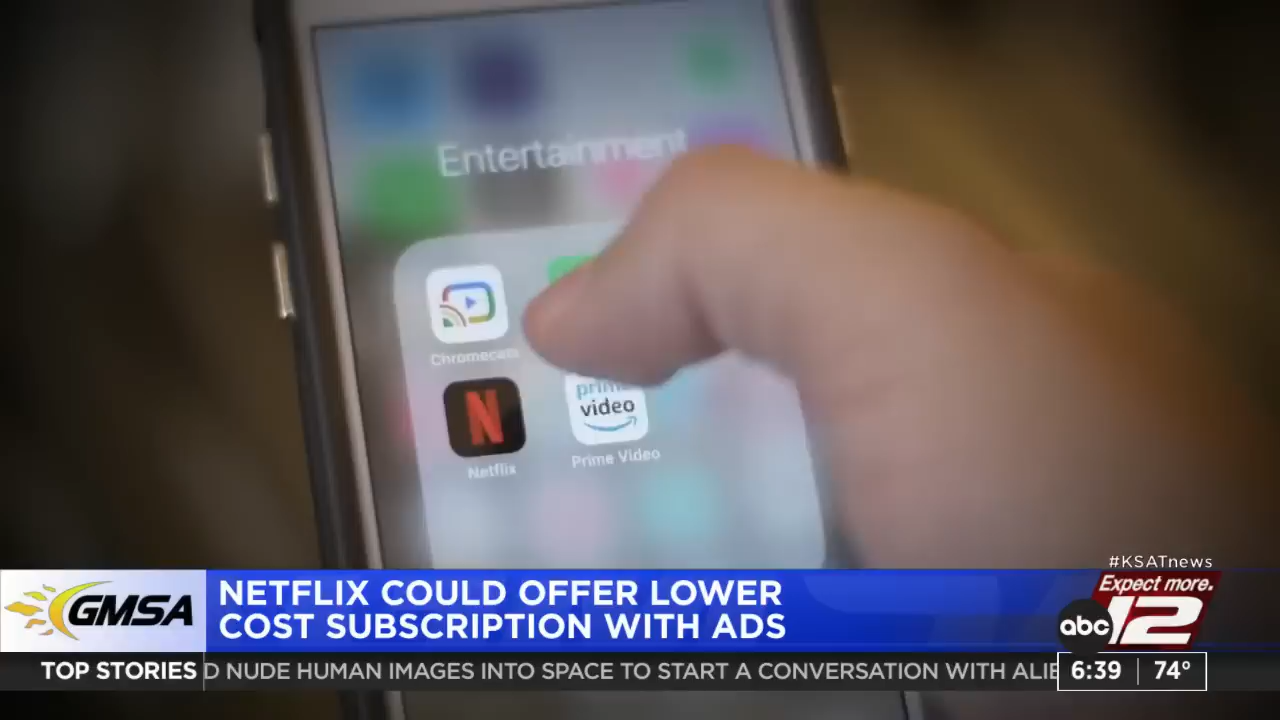 Entertainment
Chromecast
N
prime
video
Netflix
Prime Video
#KSATnews
GMSA
NETFLIX COULD OFFER LOWER
COST SUBSCRIPTION WITH ADS
Expect more.
abc 12
TOP STORIES D NUDE HUMAN IMAGES INTO SPACE TO START A CONVERSATION WITH ALIE 6:39 74°